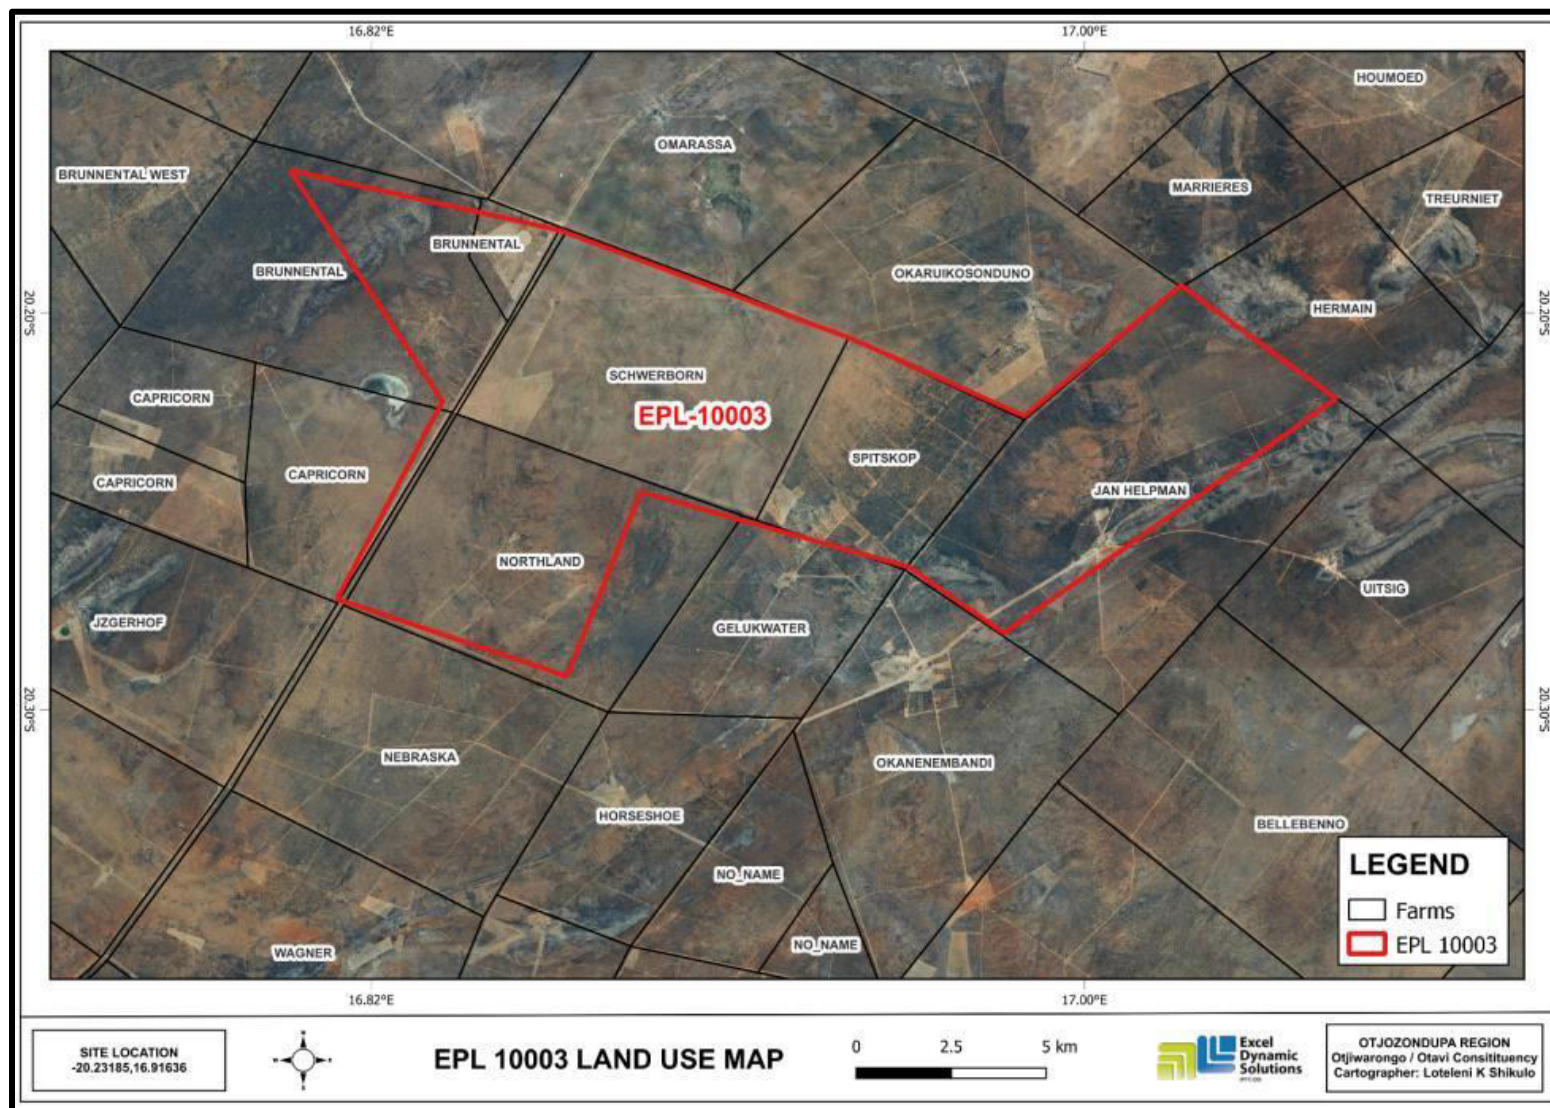 16.82°E
17.00°E
HOUMOED
OMARASSA
BRUNNENTAL WEST
MARRIERES
TREURNIET
BRUNNENTAL
BRUNNENTAL
OKARUIKOSONDUNO
20.20°S
20.20°S
HERMAIN
SCHWERBORN
CAPRICORN
EPL-10003
SPITSKOP
CAPRICORN
CAPRICORN
JAN HELPMAN
NORTHLAND
UITSIG
JZGERHOF
GELUKWATER
20.30°S
20.30°S
NEBRASKA
OKANENEMBANDI
HORSESHOE
BELLEBENNO
NO_NAME
NO_NAME
WAGNER
LEGEND
Farms
EPL 10003
16.82°E
17.00°E
SITE LOCATION
-20.23185,16.91636
EPL 10003 LAND USE MAP
0 2.5 5 km
Excel
Dynamic
Solutions
OTJOZONDUPA REGION
Otjiwarongo / Otavi Consitituency
Cartographer: Loteleni K Shikulo